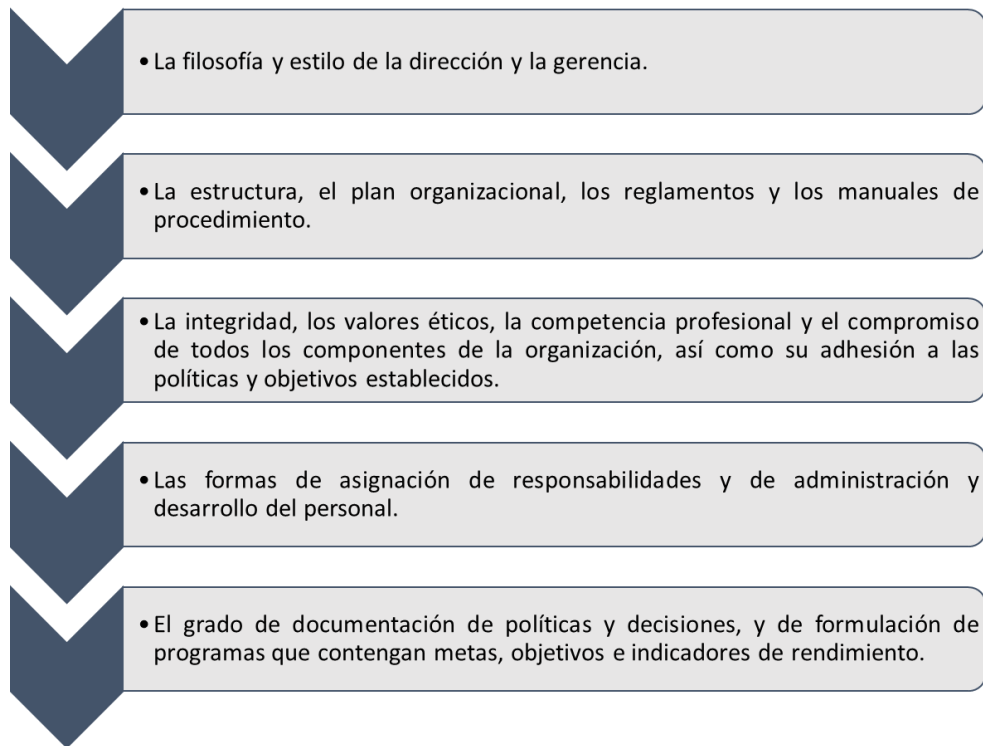 • La filosofía y estilo de la dirección y la gerencia.
• La estructura, el plan organizacional, los reglamentos y los manuales de
procedimiento.
• La integridad, los valores éticos, la competencia profesional y el compromiso
de todos los componentes de la organización, así como su adhesión a las
políticas y objetivos establecidos.
• Las formas de asignación de responsabilidades y de administración y
desarrollo del personal.
• El grado de documentación de políticas y decisiones, y de formulación de
programas que contengan metas, objetivos e indicadores de rendimiento.